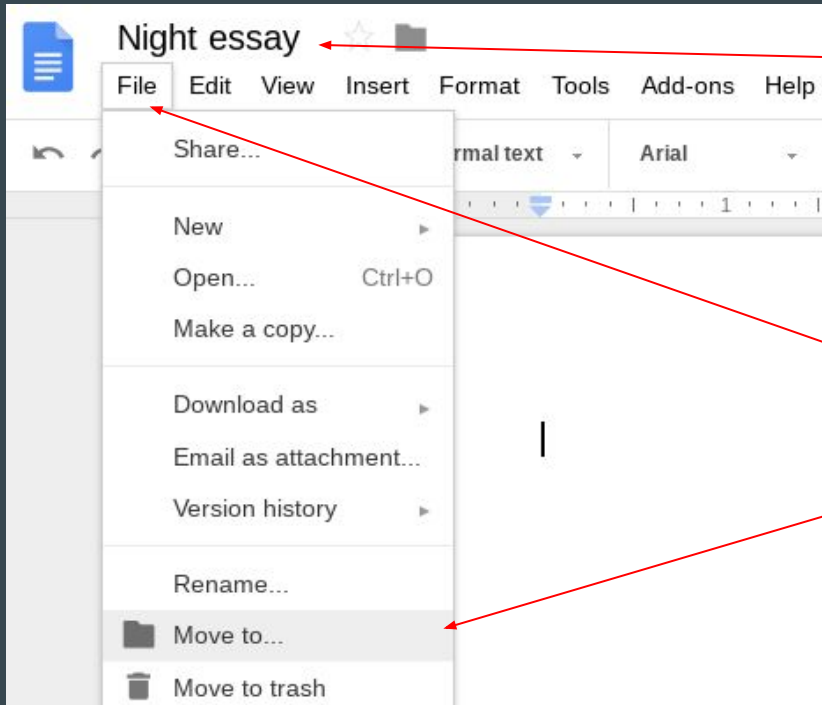 Night essay
File Edit View Insert Format Tools Add-ons Help
Share... rmal text Arial
1
New
Open... Ctrl+O
Make a copy...
Download as
Email as attachment...
Version history
Rename...
Move to...
Move to trash